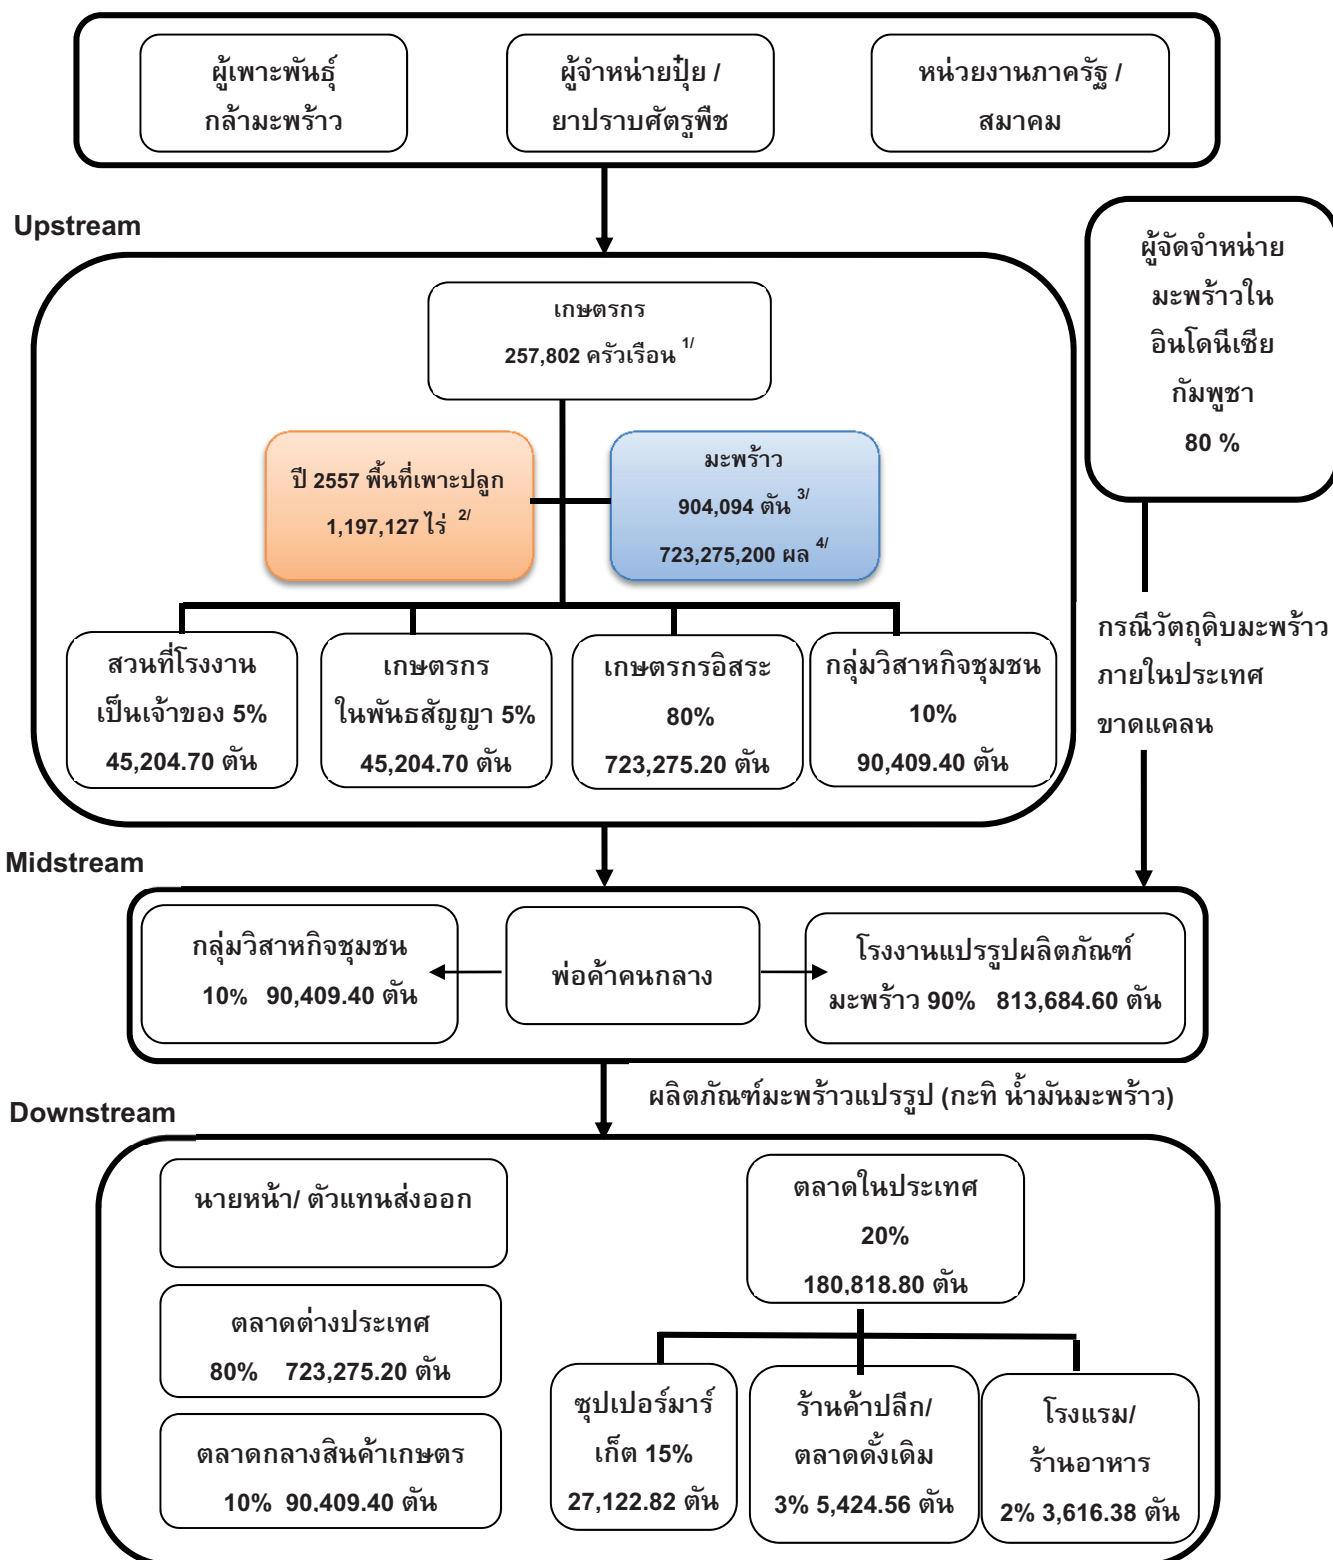 ผู้เพาะพันธุ์
กล้ามะพร้าว
ผู้จำหน่ายปุ๋ย /
ยาปราบศัตรูพืช
หน่วยงานภาครัฐ /
สมาคม
Upstream
ผู้จัดจำหน่าย
มะพร้าวใน
อินโดนีเซีย
กัมพูชา
80 %
เกษตรกร
257,802 ครัวเรือน 1/
ปี 2557 พื้นที่เพาะปลูก
1,197,127 ไร่ 2/
มะพร้าว
904,094 ตัน 3/
723,275,200 ผล 4/
กรณีวัตถุดิบมะพร้าว
ภายในประเทศ
ขาดแคลน
สวนที่โรงงาน
เป็นเจ้าของ 5%
45,204.70 ตัน
เกษตรกร
ในพันธสัญญา 5%
45,204.70 ตัน
เกษตรกรอิสระ
80%
723,275.20 ตัน
กลุ่มวิสาหกิจชุมชน
10%
90,409.40 ตัน
Midstream
กลุ่มวิสาหกิจชุมชน
10% 90,409.40 ตัน
พ่อค้าคนกลาง
โรงงานแปรรูปผลิตภัณฑ์
มะพร้าว 90% 813,684.60 ตัน
ผลิตภัณฑ์มะพร้าวแปรรูป (กะทิ น้ำมันมะพร้าว)
Downstream
นายหน้า/ ตัวแทนส่งออก
ตลาดต่างประเทศ
80% 723,275.20 ตัน
ตลาดกลางสินค้าเกษตร
10% 90,409.40 ตัน
ตลาดในประเทศ
20%
180,818.80 ตัน
ซุปเปอร์มาร์
เก็ต 15%
27,122.82 ตัน
ร้านค้าปลีก/
ตลาดดั้งเดิม
3% 5,424.56 ตัน
โรงแรม/
ร้านอาหาร
2% 3,616.38 ตัน